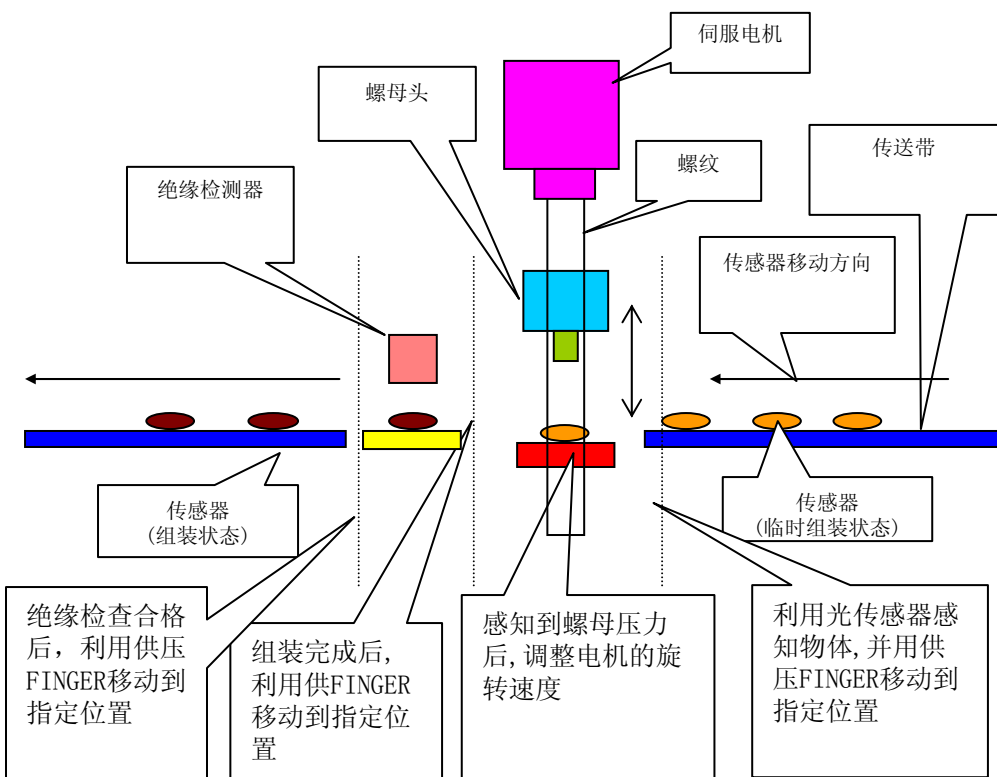 伺服电机
螺母头
螺纹
传送带
绝缘检测器
传感器移动方向
传感器
(组装状态)
传感器
(临时组装状态)
绝缘检查合格
后，利用供压
FINGER移动到
指定位置
组装完成后,
利用供FINGER
移动到指定位
置
感知到螺母压力
后,调整电机的旋
转速度
利用光传感器感
知物体,并用供
压FINGER移动到
指定位置